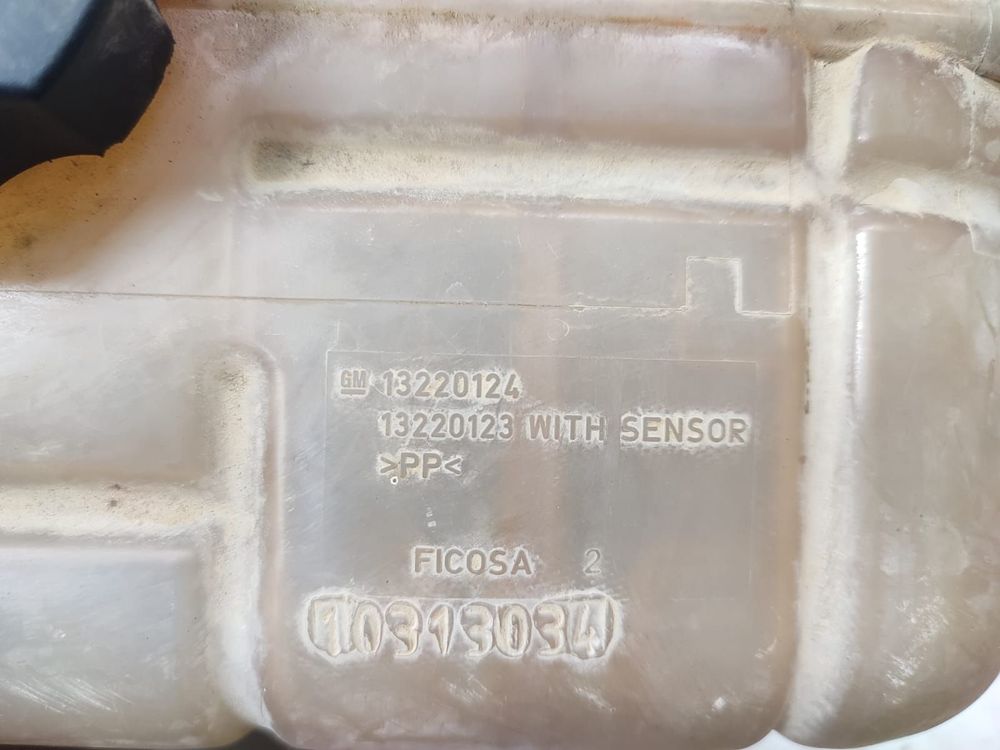 GM 13220124
13220123 WITH SENSOR
>PP<
FICOSA 2
10313034